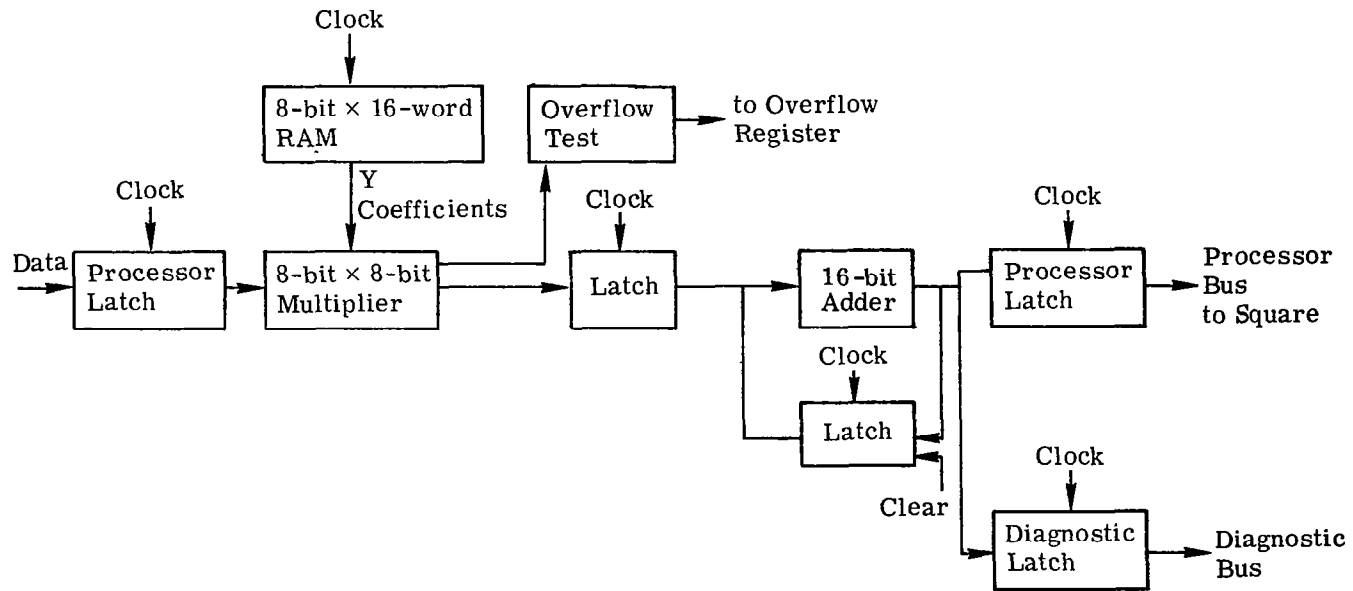 Clock
8-bit × 16-word
RAM
Overflow
Test
to Overflow
Register
Clock
Y
Coefficients
Clock
Clock
Data
Processor
Latch
8-bit × 8-bit
Multiplier
Latch
16-bit
Adder
Processor
Latch
Processor
Bus
to Square
Clock
Latch
Clear
Clock
Diagnostic
Latch
Diagnostic
Bus